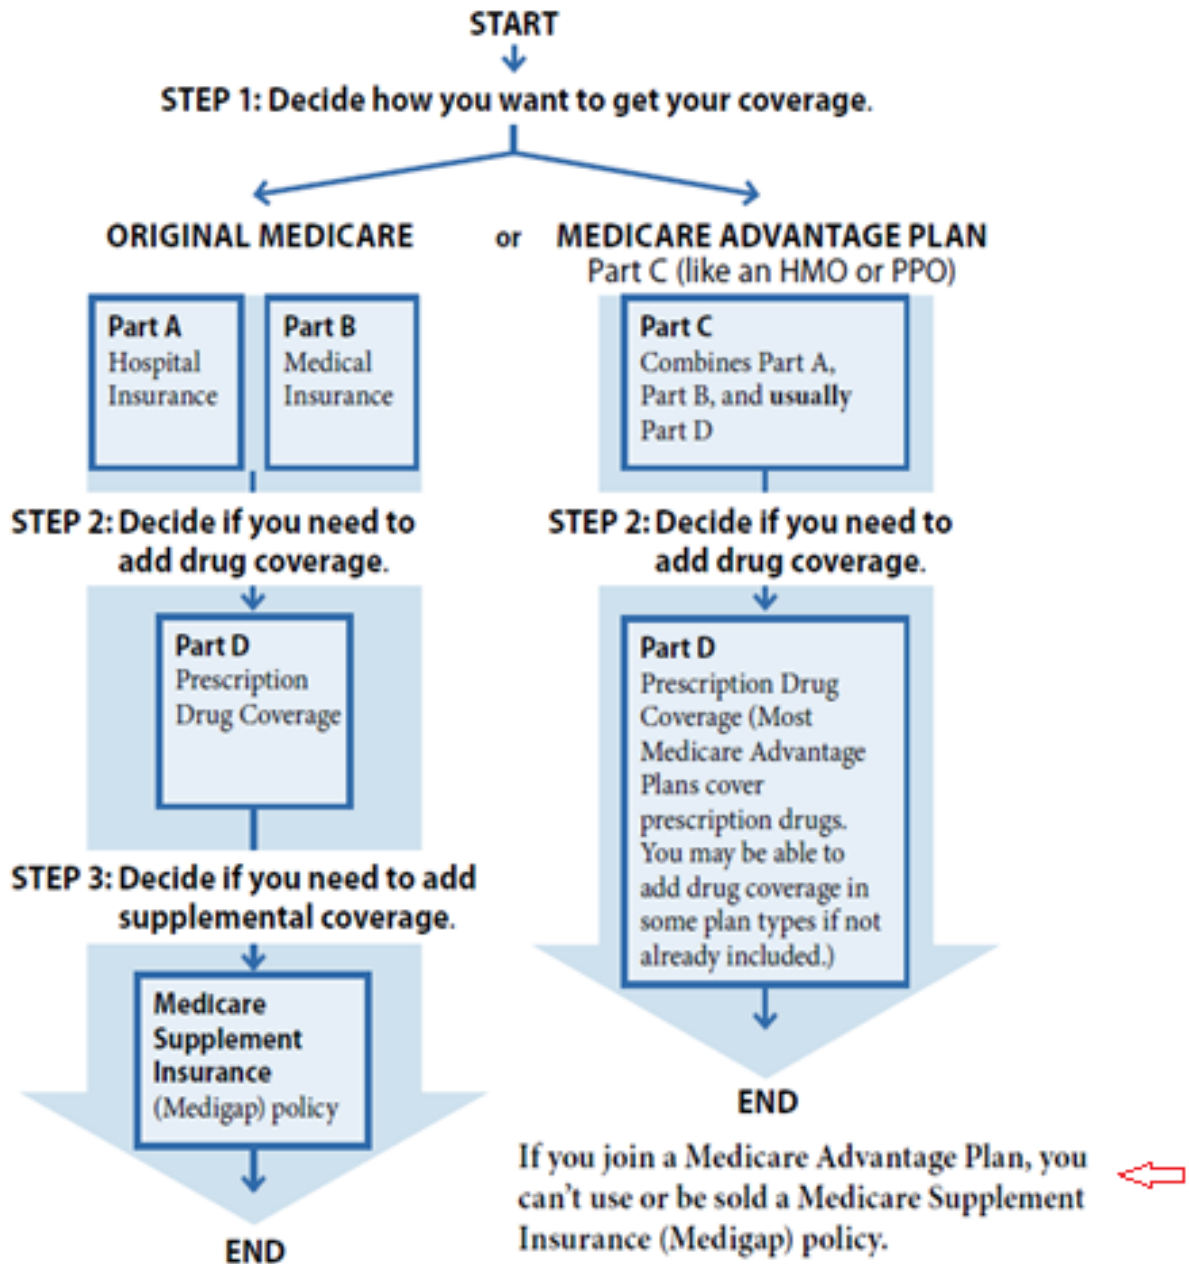 START
STEP 1: Decide how you want to get your coverage.
ORIGINAL MEDICARE
or
MEDICARE ADVANTAGE PLAN
Part C (like an HMO or PPO)
Part A
Hospital
Insurance
Part B
Medical
Insurance
Part C
Combines Part A,
Part B, and usually
Part D
STEP 2: Decide if you need to
add drug coverage.
STEP 2: Decide if you need to
add drug coverage.
Part D
Prescription
Drug Coverage
Part D
Prescription Drug
Coverage (Most
Medicare Advantage
Plans cover
prescription drugs.
You may be able to
add drug coverage in
some plan types if not
already included.)
STEP 3: Decide if you need to add
supplemental coverage.
Medicare
Supplement
Insurance
(Medigap) policy
END
END
If you join a Medicare Advantage Plan, you
can't use or be sold a Medicare Supplement
Insurance (Medigap) policy.